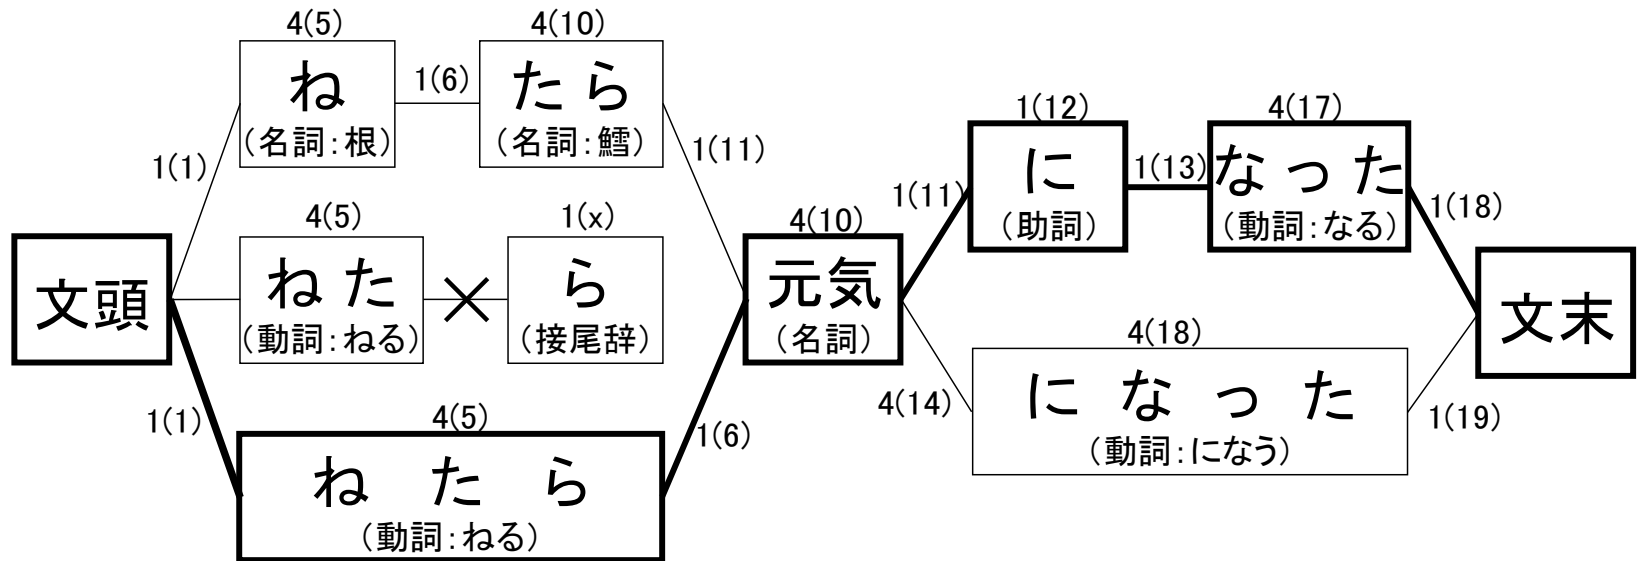 4(5)
4(10)
ね
1(6)
たら
(名詞:根)
(名詞:鱈)
1(1)
1(11)
1(12)
4(17)
に
1(13)
なった
1(11)
(助詞)
(動詞:なる)
1(18)
4(5)
1(x)
4(10)
文頭
ねた
×
ら
元気
文末
(動詞:ねる)
(接尾辞)
(名詞)
4(18)
4(14)
になった
1(19)
(動詞:になう)
1(1)
4(5)
1(6)
ねたら
(動詞:ねる)